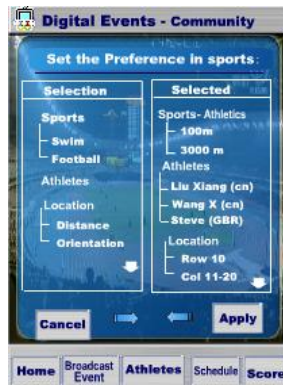 Digital Events - Community
Set the Preference in sports:
Selection
Sports
Swim
Football
Athletes
Location
Distance
Orientation
Selected
Sports- Athletics
100m
3000 m
Athletes
Liu Xiang (cn)
Wang X (cn)
Steve (GBR)
Location
Row 10
Col 11-20
Cancel
Apply
Home
Broadcast
Event
Athletes
Schedule
Score